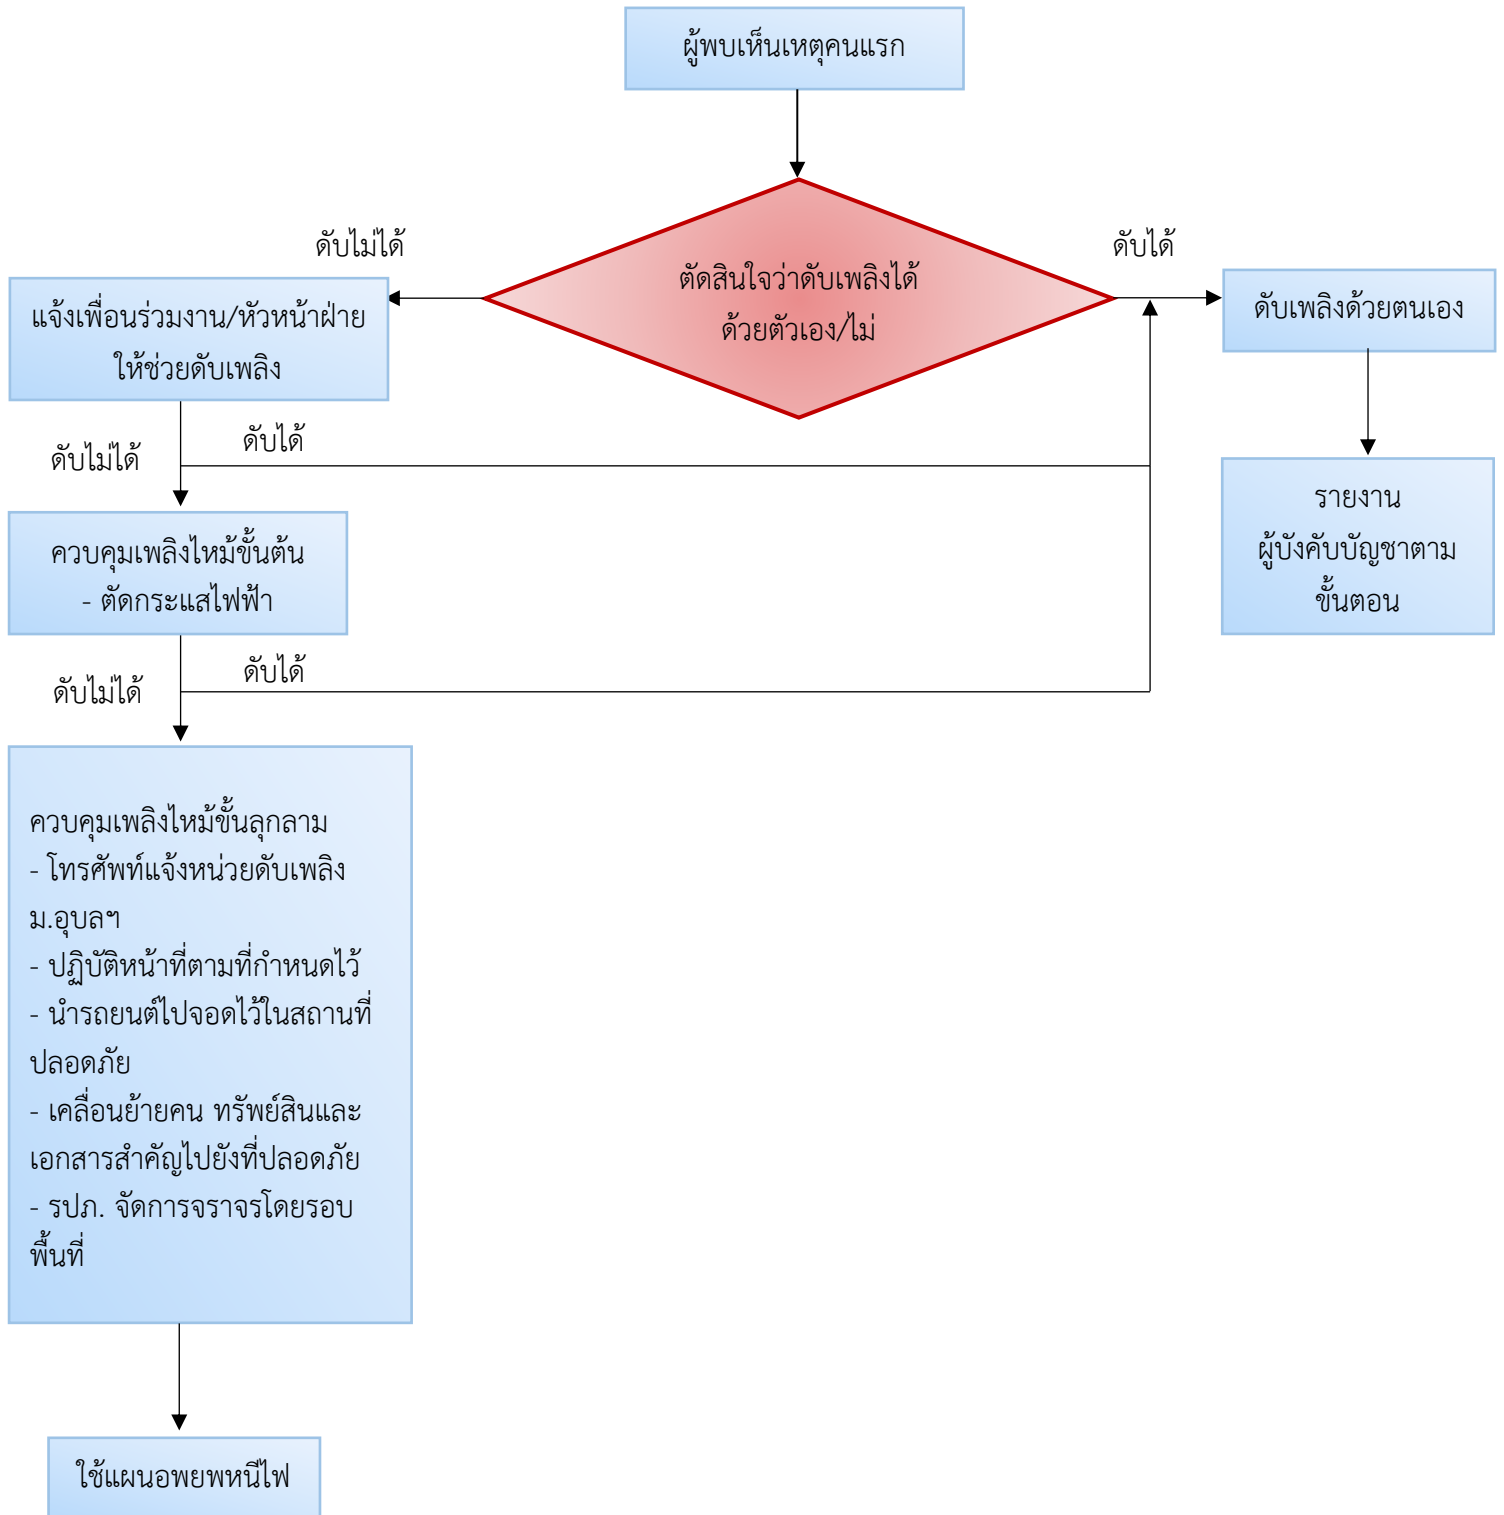 ผู้พบเห็นเหตุคนแรก
ดับไม่ได้
ตัดสินใจว่าดับเพลิงได้
ด้วยตัวเอง/ไม่
ดับได้
แจ้งเพื่อนร่วมงาน/หัวหน้าฝ่าย
ให้ช่วยดับเพลิง
ดับเพลิงด้วยตนเอง
ดับไม่ได้
ดับได้
รายงาน
ผู้บังคับบัญชาตาม
ขั้นตอน
ควบคุมเพลิงไหม้ขั้นต้น
- ตัดกระแสไฟฟ้า
ดับไม่ได้
ดับได้
ควบคุมเพลิงไหม้ขั้นลุกลาม
- โทรศัพท์แจ้งหน่วยดับเพลิง
ม.อุบลฯ
- ปฏิบัติหน้าที่ตามที่กำหนดไว้
- นำรถยนต์ไปจอดไว้ในสถานที่
ปลอดภัย
- เคลื่อนย้ายคน ทรัพย์สินและ
เอกสารสำคัญไปยังที่ปลอดภัย
- รปภ. จัดการจราจรโดยรอบ
พื้นที่
ใช้แผนอพยพหนีไฟ